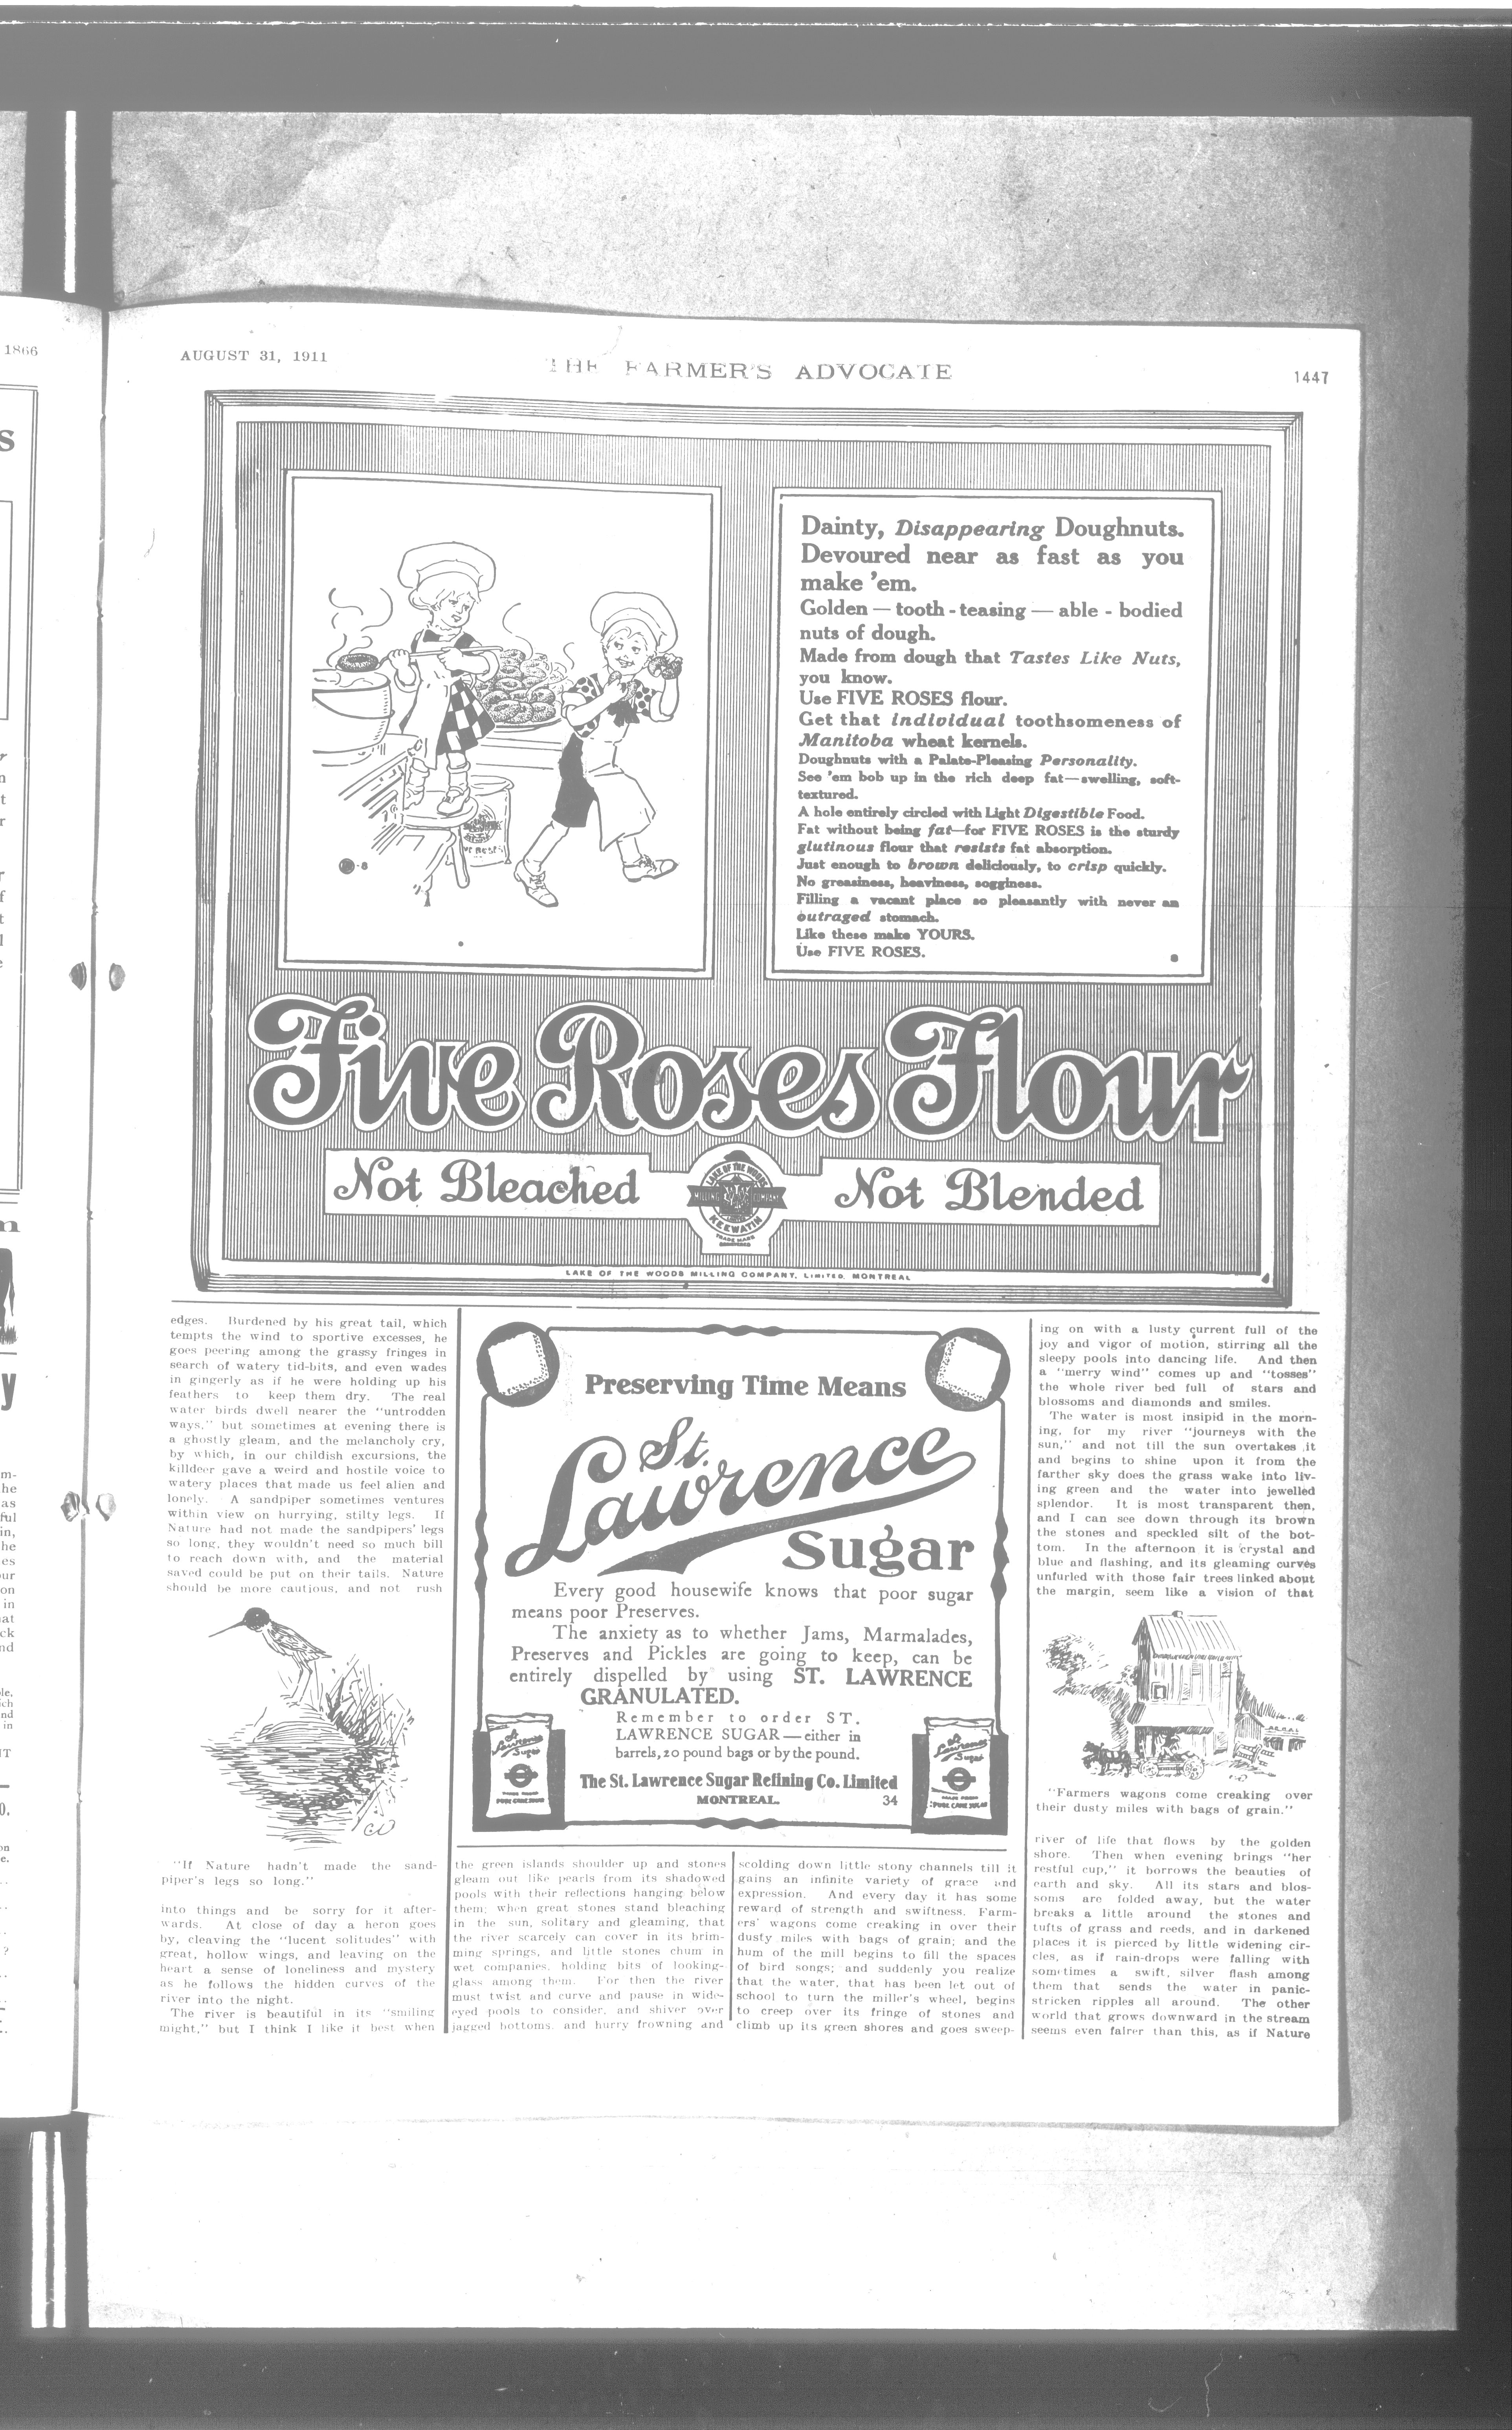 AUGUST 31, 1911
THE FARMER'S ADVOCATE
1447
Dainty, Disappearing Doughnuts.
Devoured near as fast as you
make 'em.
Golden — tooth-teasing — able-bodied
nuts of dough.
Made from dough that Tastes Like Nuts,
you know.
Use FIVE ROSES flour.
Get that individual toothsomeness of
Manitoba wheat kernels.
Doughnuts with a Palate-Pleasing Personality.
See 'em bob up in the rich deep fat—swelling, soft-
textured.
A hole entirely circled with Light Digestible Food.
Fat without being fat—for FIVE ROSES is the sturdy
glutinous flour that resists fat absorption.
Just enough to brown deliciously, to crisp quickly.
No greasiness, heaviness, sogginess.
Filling a vacant place so pleasantly with never an
outraged stomach.
Like these make YOURS.
Use FIVE ROSES.
Five Roses Flour
Not Bleached
LAKE OF THE WOODS
MILLING COMPANY
KEEWATIN
TRADE MARK
REGISTERED
Not Blended
LAKE OF THE WOODS MILLING COMPANY, LIMITED, MONTREAL
edges. Burdened by his great tail, which
tempts the wind to sportive excesses, he
goes peering among the grassy fringes in
search of watery tid-bits, and even wades
in gingerly as if he were holding up his
feathers to keep them dry. The real
water birds dwell nearer the "untrodden
ways," but sometimes at evening there is
a ghostly gleam, and the melancholy cry,
by which, in our childish excursions, the
killdeer gave a weird and hostile voice to
watery places that made us feel alien and
lonely. A sandpiper sometimes ventures
within view on hurrying, stilty legs. If
Nature had not made the sandpipers' legs
so long, they wouldn't need so much bill
to reach down with, and the material
saved could be put on their tails. Nature
should be more cautious, and not rush
"If Nature hadn't made the sand-
piper's legs so long."
into things and be sorry for it after-
wards. At close of day a heron goes
by, cleaving the "lucent solitudes" with
great, hollow wings, and leaving on the
heart a sense of loneliness and mystery
as he follows the hidden curves of the
river into the night.
The river is beautiful in its "smiling
might," but I think I like it best when
Preserving Time Means
St.
Lawrence
Sugar
Every good housewife knows that poor sugar
means poor Preserves.
The anxiety as to whether Jams, Marmalades,
Preserves and Pickles are going to keep, can be
entirely dispelled by using ST. LAWRENCE
GRANULATED.
Remember to order ST.
LAWRENCE SUGAR—either in
barrels, 20 pound bags or by the pound.
The St. Lawrence Sugar Refining Co. Limited
MONTREAL. 34
the green islands shoulder up and stones
gleam out like pearls from its shadowed
pools with their reflections hanging below
them; when great stones stand bleaching
in the sun, solitary and gleaming, that
the river scarcely can cover in its brim-
ming springs, and little stones chum in
wet companies, holding bits of looking-
glass among them. For then the river
must twist and curve and pause in wide-
eyed pools to consider, and shiver over
jagged bottoms, and hurry frowning and
scolding down little stony channels till it
gains an infinite variety of grace and
expression. And every day it has some
reward of strength and swiftness. Farm-
ers' wagons come creaking in over their
dusty miles with bags of grain; and the
hum of the mill begins to fill the spaces
of bird songs; and suddenly you realize
that the water, that has been let out of
school to turn the miller's wheel, begins
to creep over its fringe of stones and
climb up its green shores and goes sweep-
ing on with a lusty current full of the
joy and vigor of motion, stirring all the
sleepy pools into dancing life. And then
a "merry wind" comes up and "tosses"
the whole river bed full of stars and
blossoms and diamonds and smiles.
The water is most insipid in the morn-
ing, for my river "journeys with the
sun," and not till the sun overtakes it
and begins to shine upon it from the
farther sky does the grass wake into liv-
ing green and the water into jewelled
splendor. It is most transparent then,
and I can see down through its brown
the stones and speckled silt of the bot-
tom. In the afternoon it is crystal and
blue and flashing, and its gleaming curves
unfurled with those fair trees linked about
the margin, seem like a vision of that
"Farmers wagons come creaking over
their dusty miles with bags of grain."
river of life that flows by the golden
shore. Then when evening brings "her
restful cup," it borrows the beauties of
earth and sky. All its stars and blos-
soms are folded away, but the water
breaks a little around the stones and
tufts of grass and reeds, and in darkened
places it is pierced by little widening cir-
cles, as if rain-drops were falling with
sometimes a swift, silver flash among
them that sends the water in panic-
stricken ripples all around. The other
world that grows downward in the stream
seems even fairer than this, as if Nature